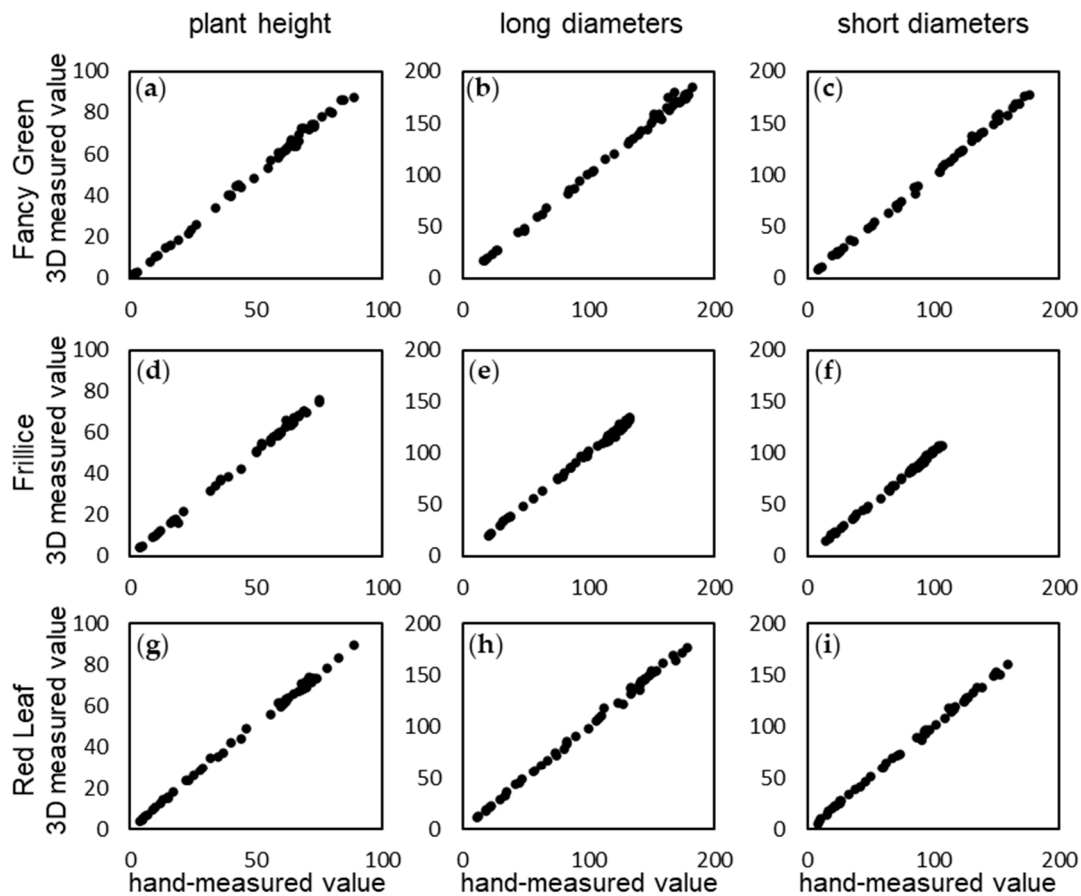 plant height long diameters short diameters
Fancy Green
3D measured value
100
80
60
40
20
0
(a)
0 50 100
200
150
100
50
0
(b)
0 100 200
200
150
100
50
0
(c)
0 100 200
Frillice
3D measured value
100
80
60
40
20
0
(d)
0 50 100
200
150
100
50
0
(e)
0 100 200
200
150
100
50
0
(f)
0 100 200
Red Leaf
3D measured value
100
80
60
40
20
0
(g)
0 50 100
200
150
100
50
0
(h)
0 100 200
200
150
100
50
0
(i)
0 100 200
hand-measured value hand-measured value hand-measured value